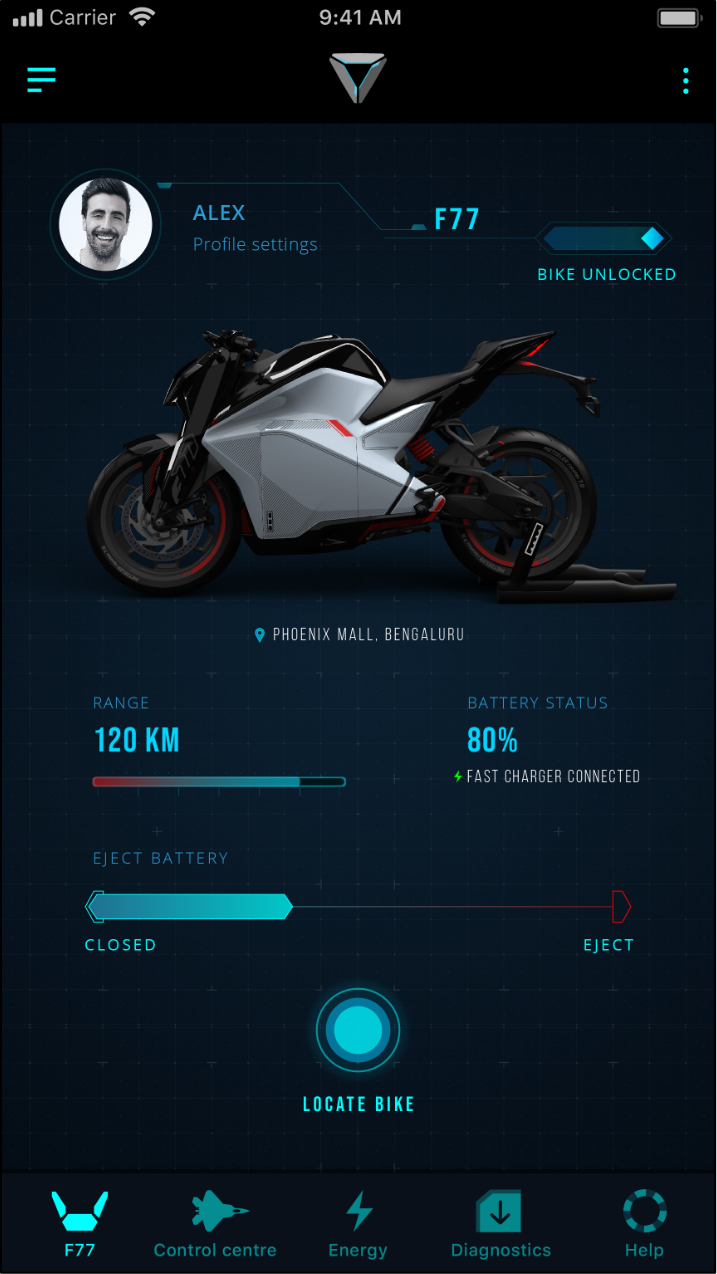 Carrier
9:41 AM
ALEX
F77
Profile settings
BIKE UNLOCKED
PHOENIX MALL, BENGALURU
RANGE
BATTERY STATUS
120 KM
80%
FAST CHARGER CONNECTED
EJECT BATTERY
CLOSED
EJECT
LOCATE BIKE
F77
Control centre
Energy
Diagnostics
Help